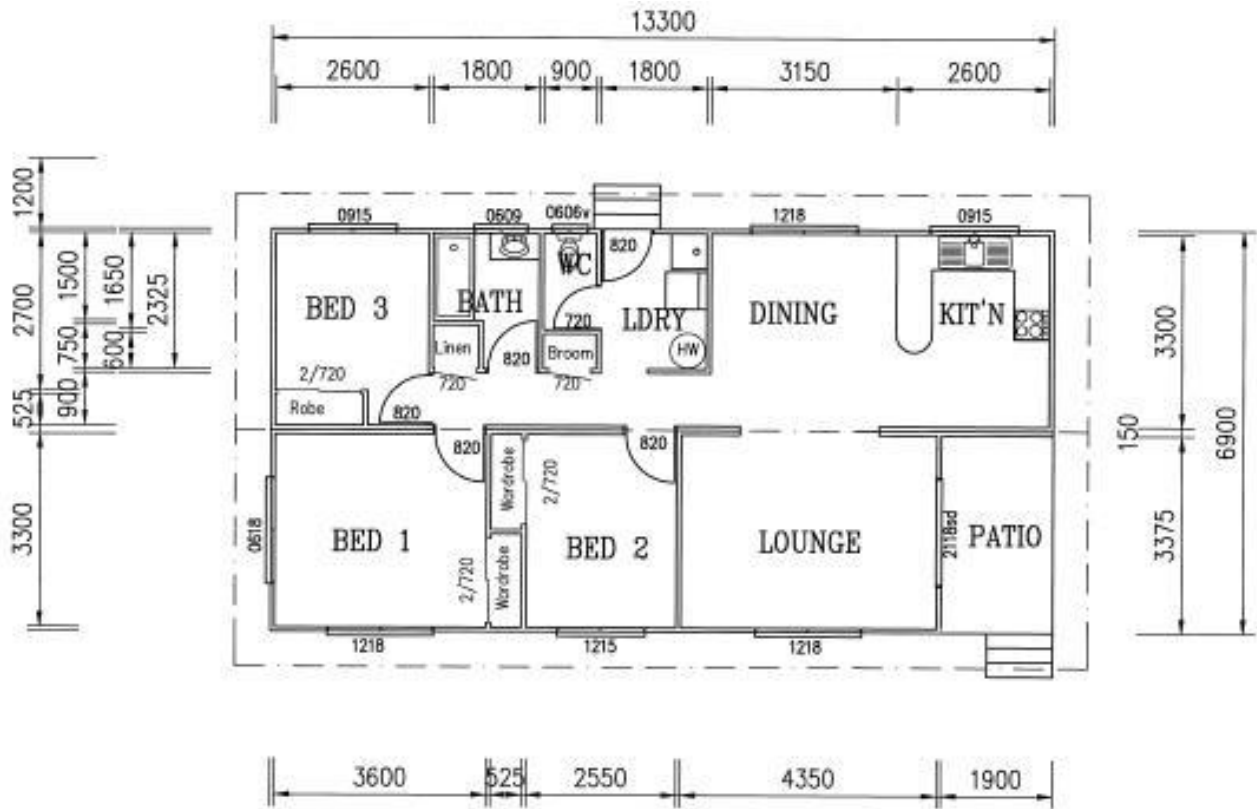 13300
2600 1800 900 1800 3150 2600
1200
2700
525
3300
1500
750
900
1650
600
2325
0915 0609 0606v 1218 0915
820
WC
BED 3 BATH LDRY DINING KIT'N
720
Linen
820
Broom
HW
2/720
720
720
Robe
820
820
820
Wardrobe
2/720
0618
BED 1
BED 2
LOUNGE
2118sd
PATIO
2/720
Wardrobe
1218 1215 1218
3300
150
3375
6900
3600 525 2550 4350 1900